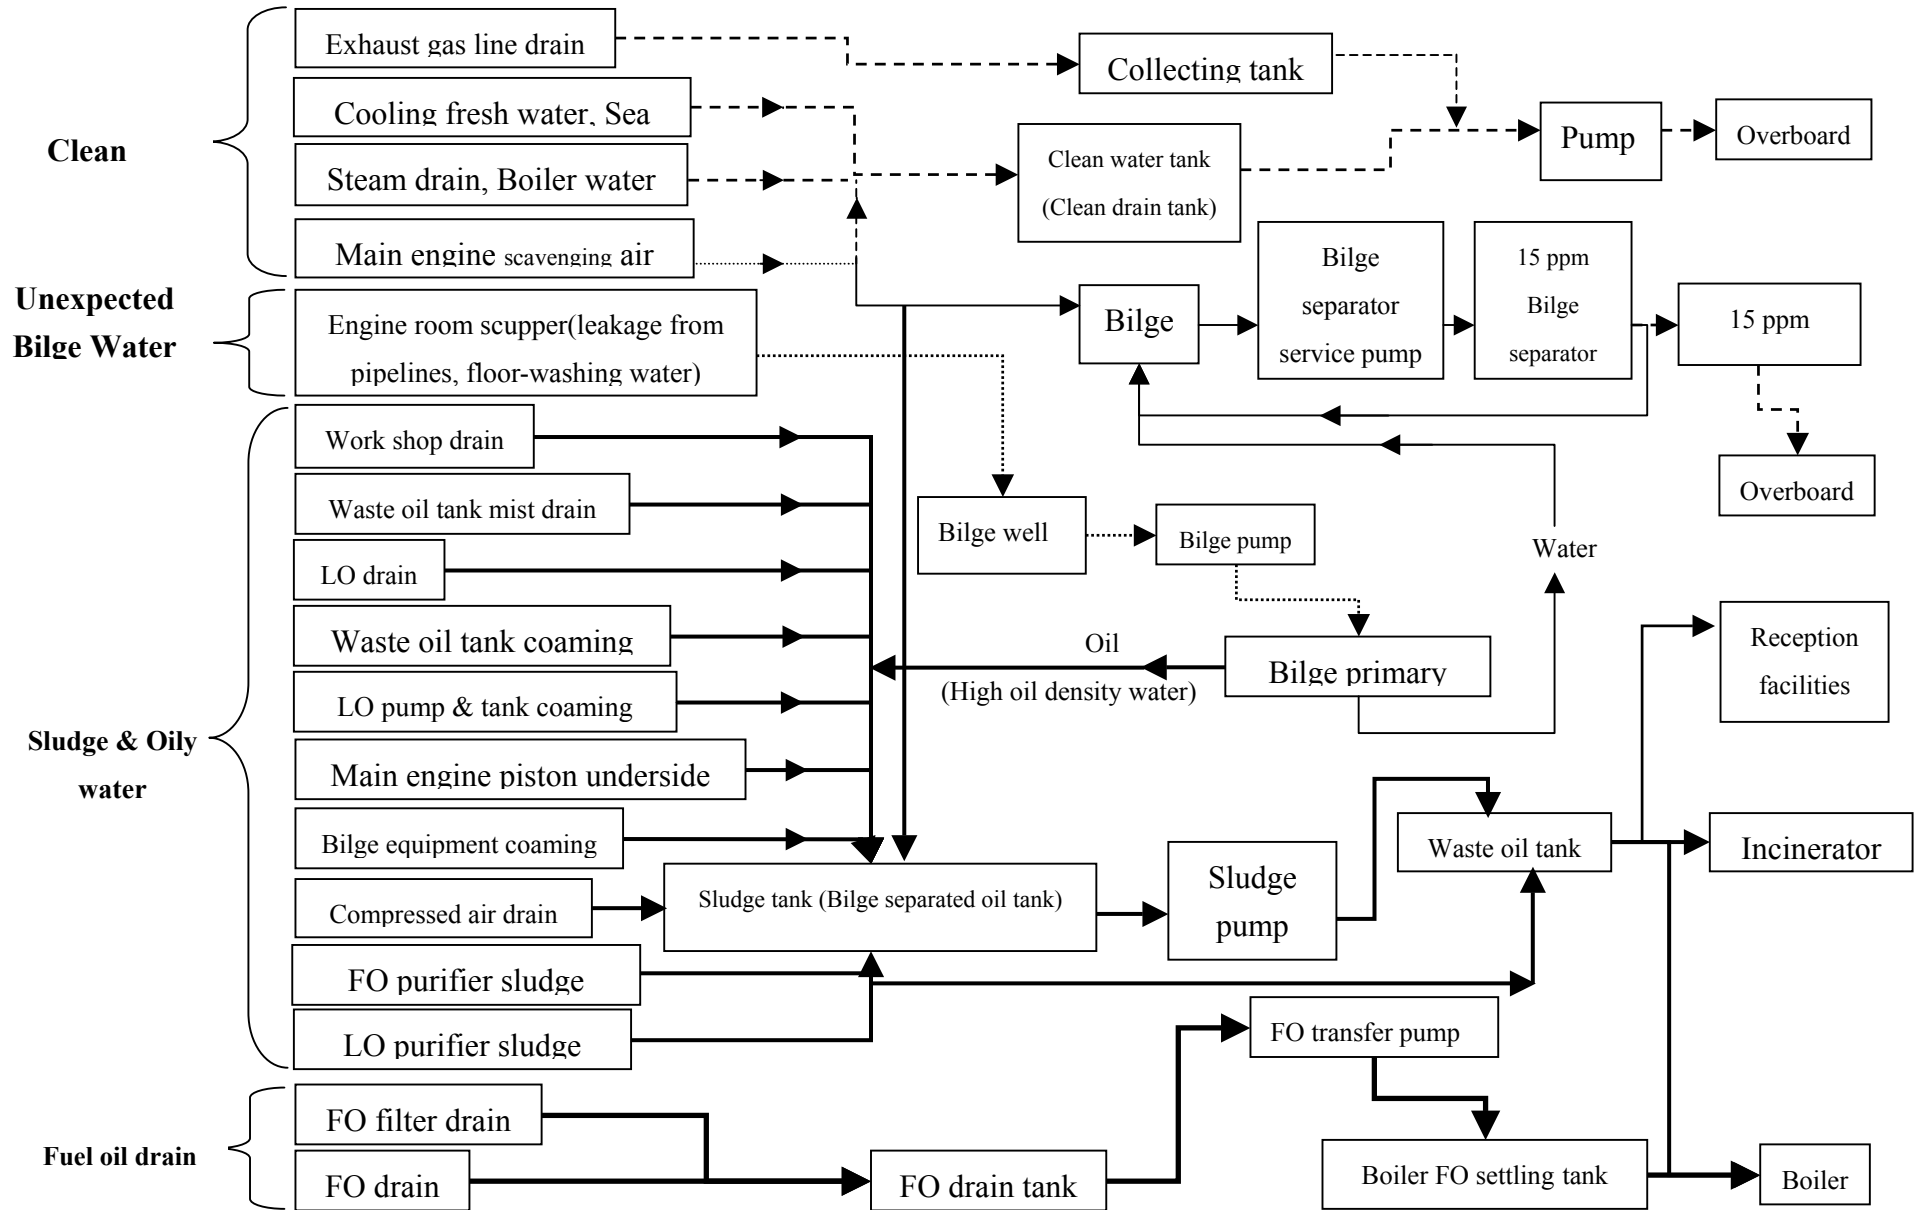 Clean
Exhaust gas line drain
Cooling fresh water, Sea
Steam drain, Boiler water
Main engine scavenging air
Collecting tank
Clean water tank
(Clean drain tank)
Pump
Overboard
Unexpected
Bilge Water
Engine room scupper(leakage from
pipelines, floor-washing water)
Bilge
Bilge
separator
service pump
15 ppm
Bilge
separator
15 ppm
Overboard
Bilge well
Bilge pump
Water
Oil
(High oil density water)
Bilge primary
Sludge & Oily
water
Work shop drain
Waste oil tank mist drain
LO drain
Waste oil tank coaming
LO pump & tank coaming
Main engine piston underside
Bilge equipment coaming
Compressed air drain
FO purifier sludge
LO purifier sludge
Sludge tank (Bilge separated oil tank)
Sludge
pump
Waste oil tank
Reception
facilities
Incinerator
Fuel oil drain
FO filter drain
FO drain
FO drain tank
FO transfer pump
Boiler FO settling tank
Boiler